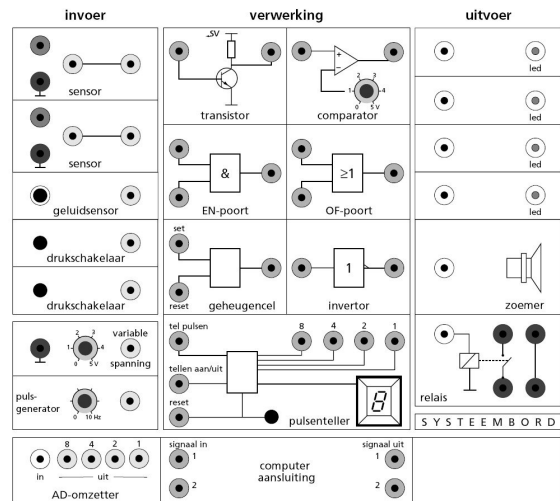 invoer
verwerking
uitvoer
sensor
sensor
geluidsensor
drukschakelaar
drukschakelaar
variable
spanning
1 2 3 4
0 5 V
puls-
generator
0 10 Hz
8 4 2 1
in uit
AD-omzetter
5V
transistor
+
−
1 2 3 4
0 5 V
comparator
&
EN-poort
≥1
OF-poort
set
reset
geheugencel
1
invertor
tel pulsen
8 4 2 1
tellen aan/uit
reset
8
pulsenteller
signaal in
1
2
computer
aansluiting
signaal uit
1
2
led
led
led
led
zoemer
relais
SYSTEEMBORD